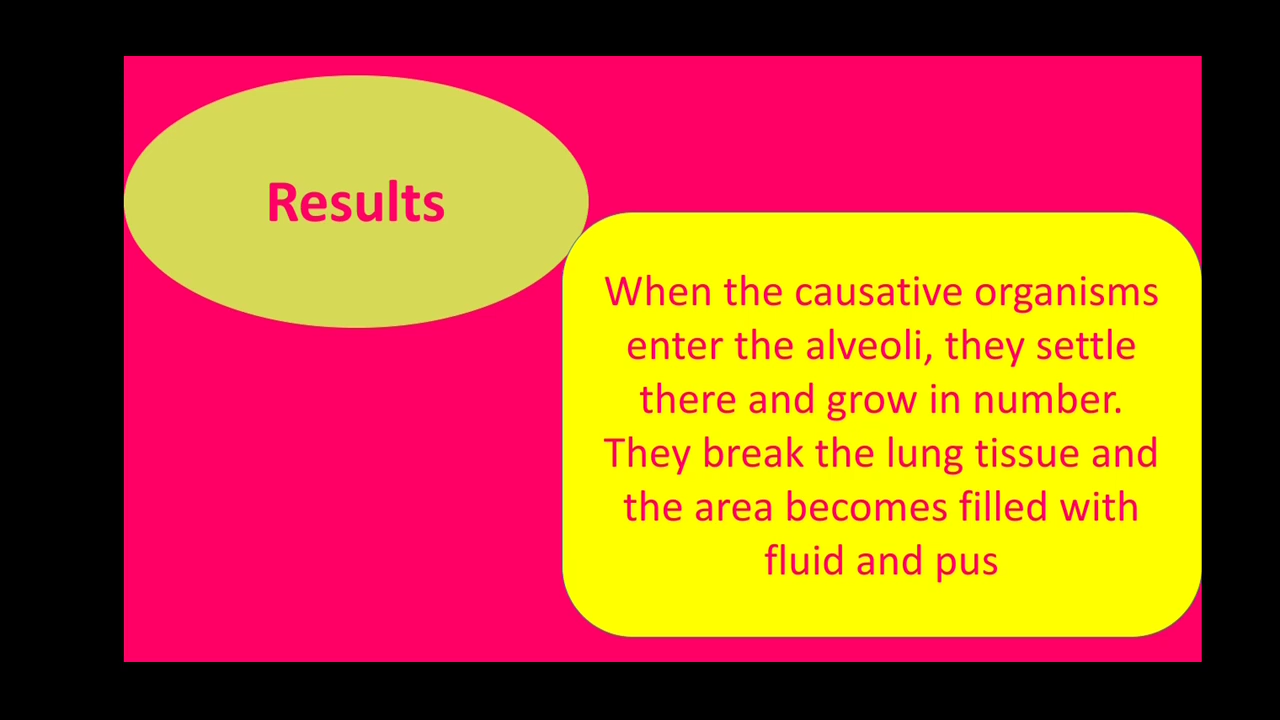 Results
When the causative organisms
enter the alveoli, they settle
there and grow in number.
They break the lung tissue and
the area becomes filled with
fluid and pus